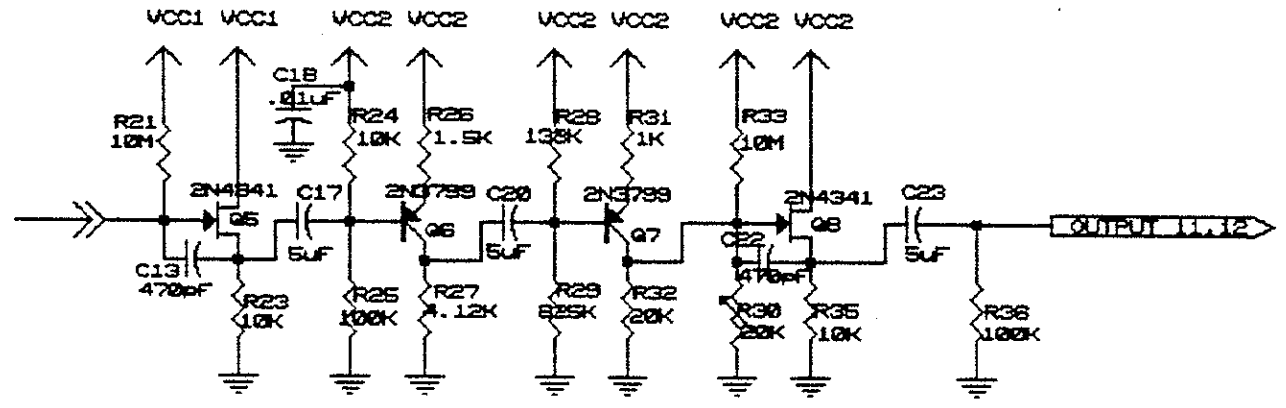 VCC1 VCC1 VCC2 VCC2 VCC2 VCC2 VCC2 VCC2
C18
.01uF
R21
10M
R24
10K
R26
1.5K
R28
R31
1K
R33
10M
2N4341
Q5
C17
5uF
2N3799
Q6
C20
5uF
2N3799
Q7
2N4341
Q8
C22
470pF
C23
5uF
OUTPUT 11,12
C13
470pF
R23
10K
R25
100K
R27
4.12K
R29
825K
R32
20K
R30
20K
R35
10K
R36
100K